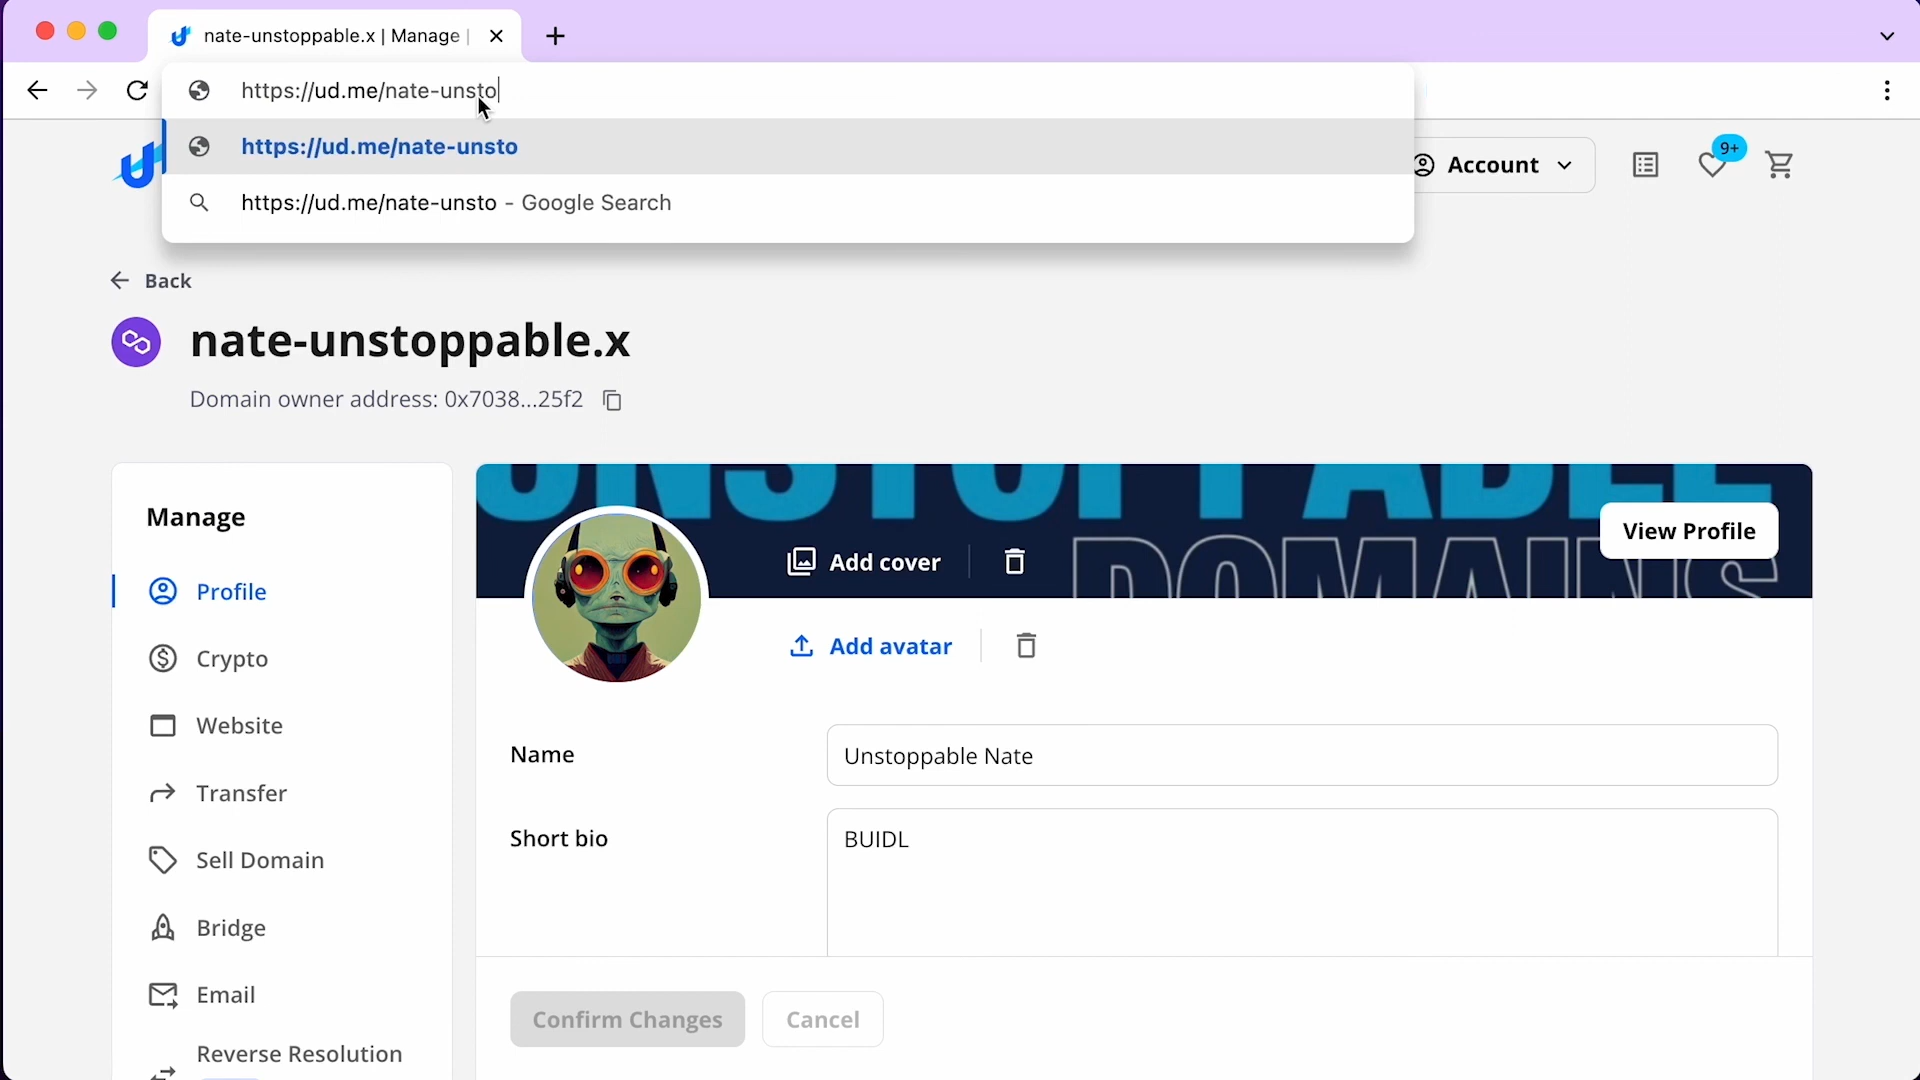 nate-unstoppable.x | Manage |
https://ud.me/nate-unsto
https://ud.me/nate-unsto
https://ud.me/nate-unsto - Google Search
Account
9+
Back
nate-unstoppable.x
Domain owner address: 0x7038...25f2
Manage
Profile
Crypto
Website
Transfer
Sell Domain
Bridge
Email
Reverse Resolution
UNSTOPPABLE
DOMAINS
View Profile
Add cover
Add avatar
Name
Unstoppable Nate
Short bio
BUIDL
Confirm Changes
Cancel